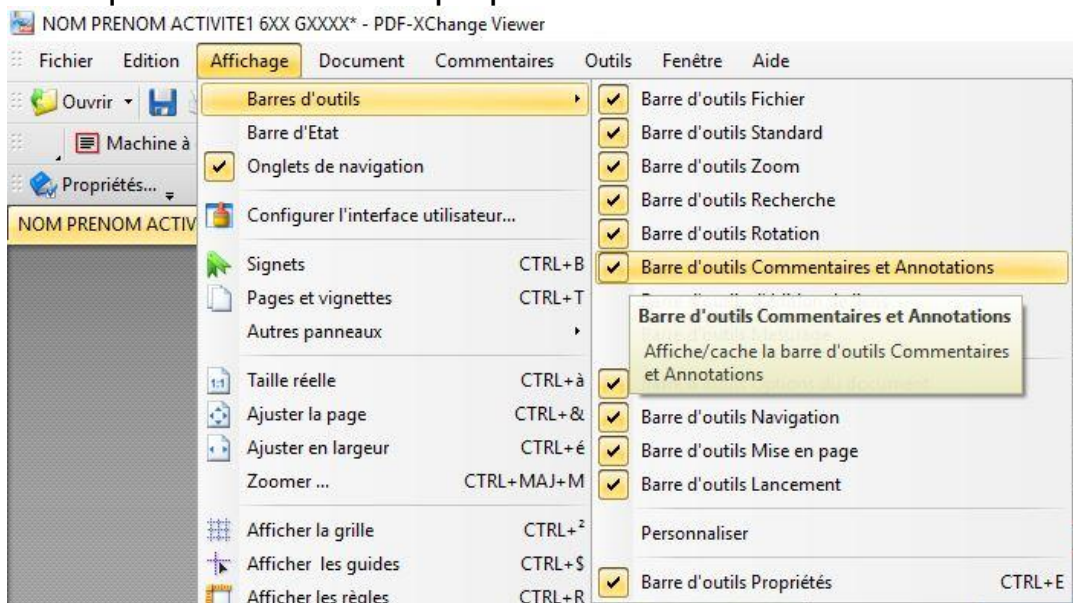 NOM PRENOM ACTIVITE1 6XX GXXXX* - PDF-XChange Viewer
Fichier Edition Affichage Document Commentaires Outils Fenêtre Aide
Ouvrir
Machine à
Propriétés...
NOM PRENOM ACTIV
Barres d'outils
Barre d'Etat
Onglets de navigation
Configurer l'interface utilisateur...
Signets CTRL+B
Pages et vignettes CTRL+T
Autres panneaux
Taille réelle CTRL+à
Ajuster la page CTRL+&
Ajuster en largeur CTRL+é
Zoomer ... CTRL+MAJ+M
Afficher la grille CTRL+²
Afficher les guides CTRL+$
Afficher les règles CTRL+R
Barre d'outils Fichier
Barre d'outils Standard
Barre d'outils Zoom
Barre d'outils Recherche
Barre d'outils Rotation
Barre d'outils Commentaires et Annotations
Barre d'outils Commentaires et Annotations
Affiche/cache la barre d'outils Commentaires
et Annotations
Barre d'outils Navigation
Barre d'outils Mise en page
Barre d'outils Lancement
Personnaliser
Barre d'outils Propriétés CTRL+E